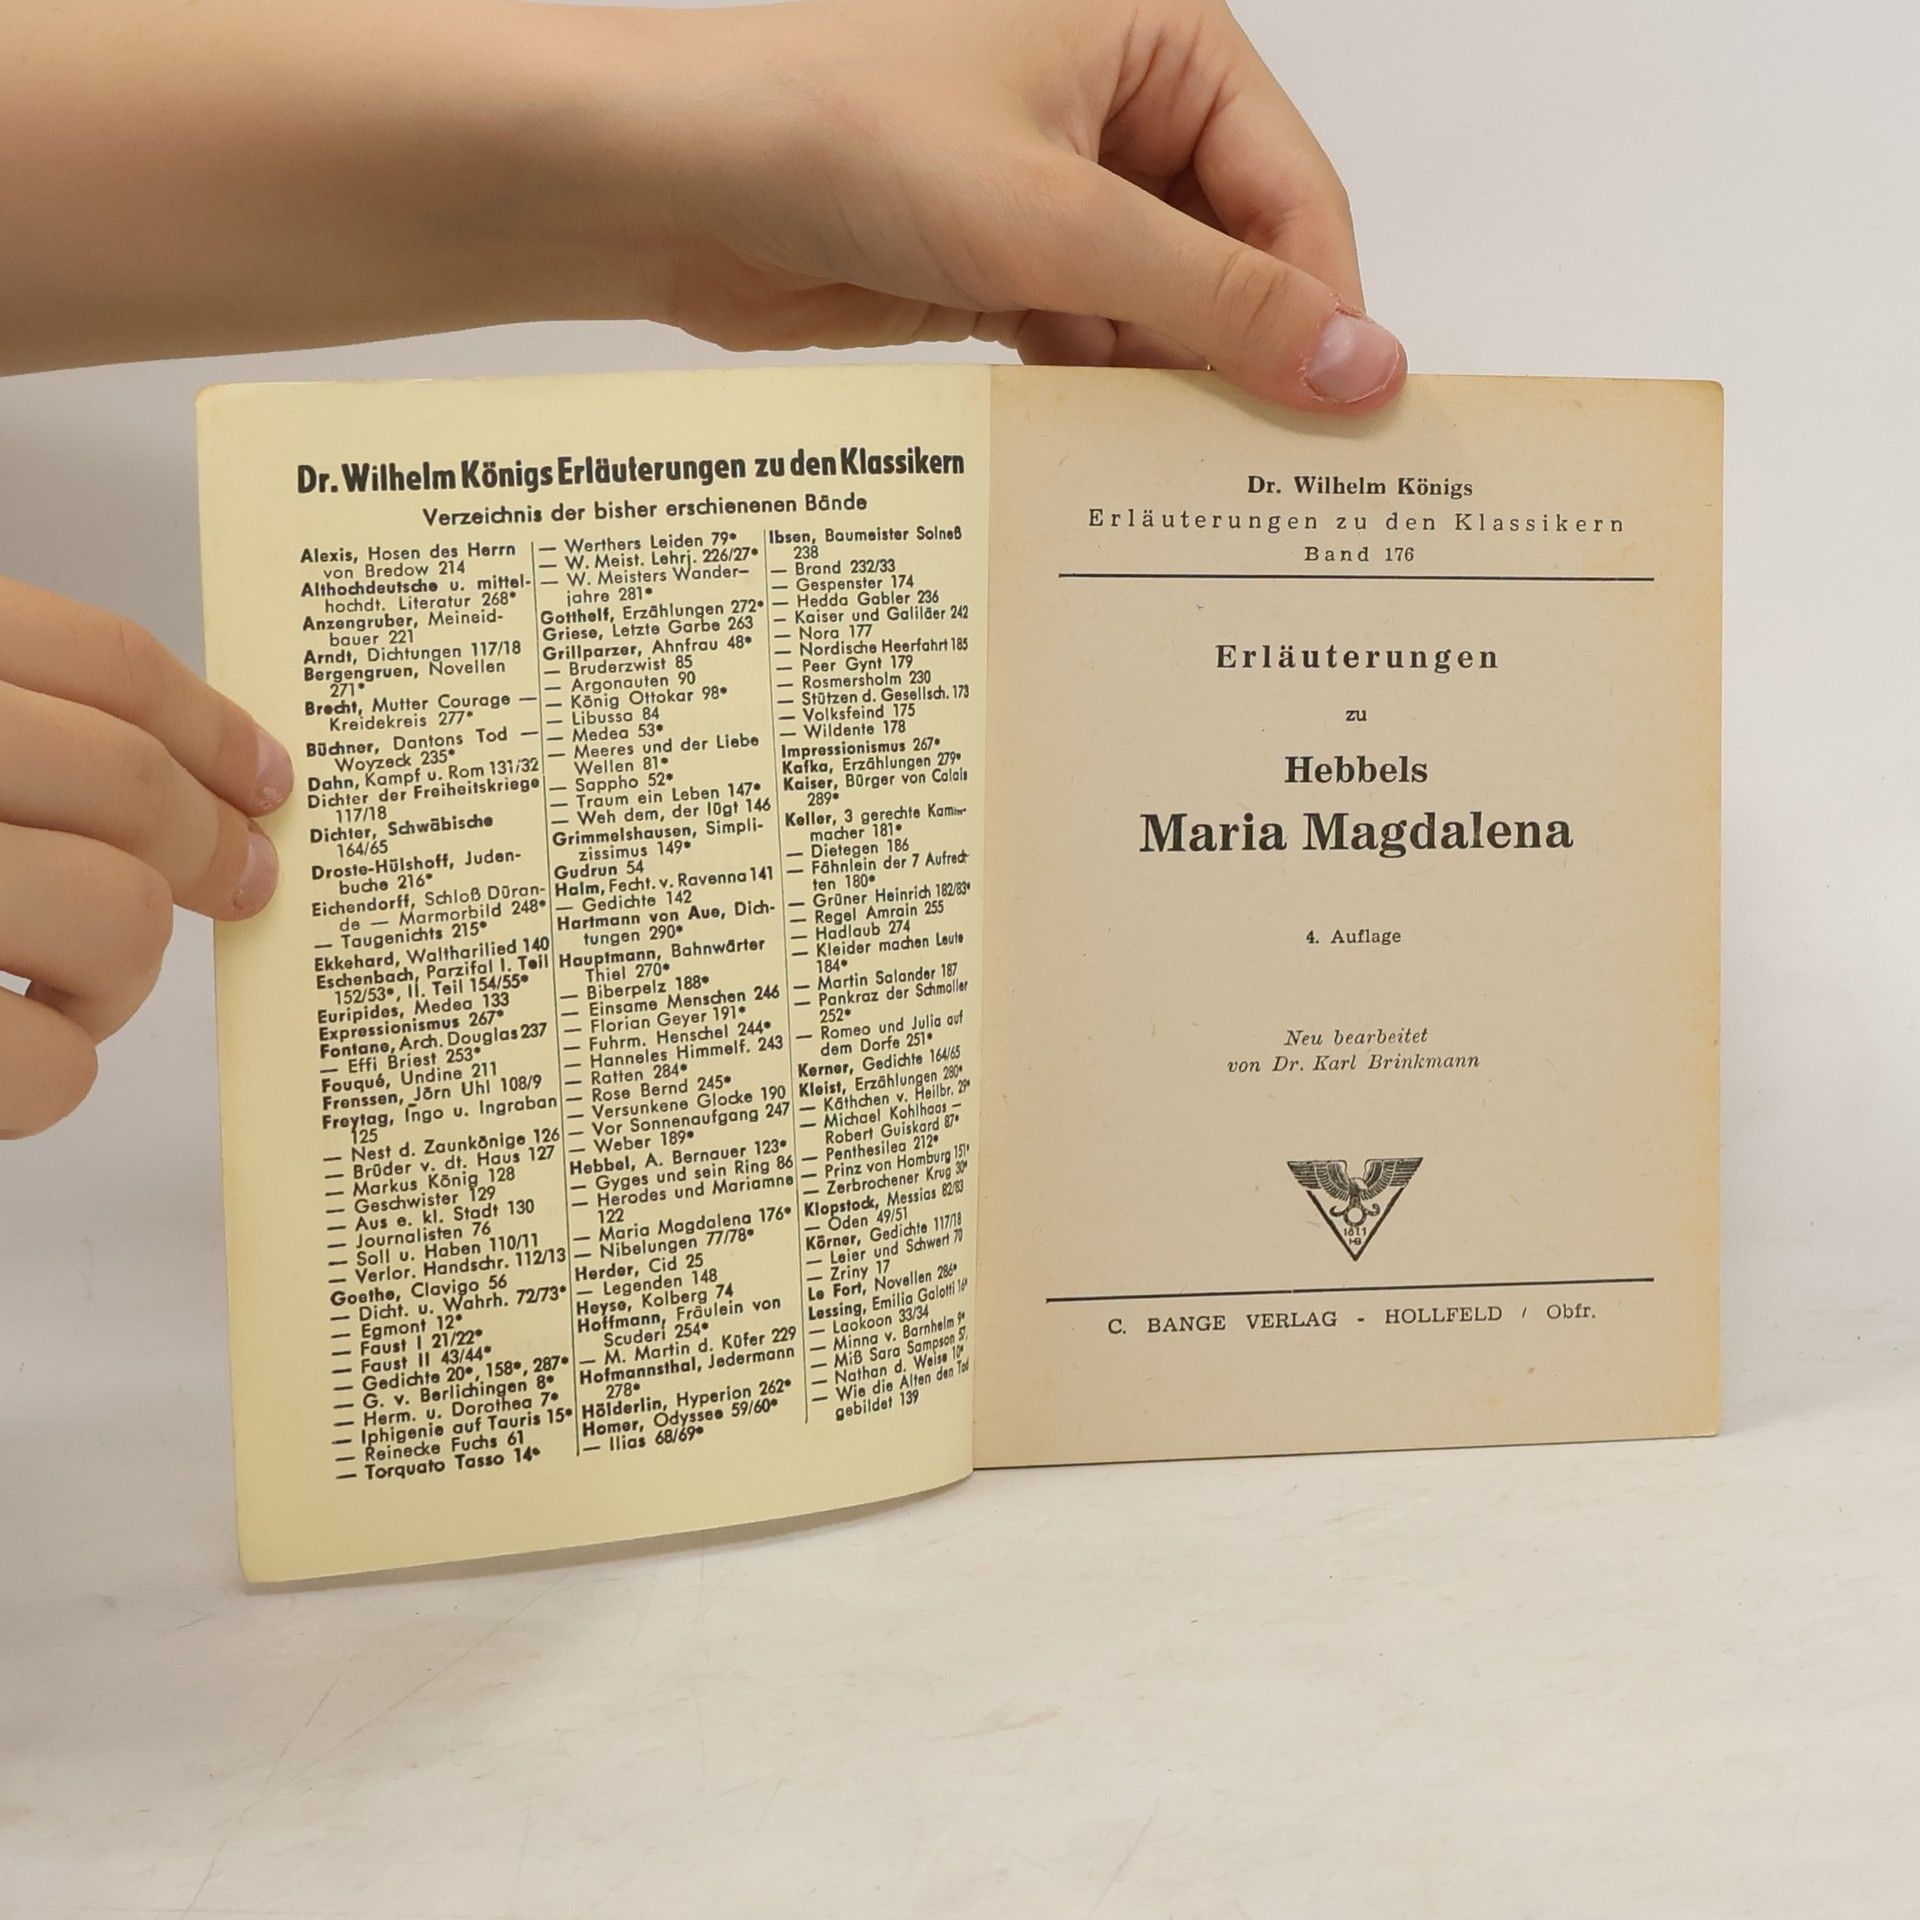 Dr. Wilhelm Königs Erläuterungen zu den Klassikern
Verzeichnis der bisher erschienenen Bände
Alexis, Hosen des Herrn
von Bredow 214
Althochdeutsche u. mittel-
hochdt. Literatur 268*
Anzengruber, Meineid-
bauer 221
Arndt, Dichtungen 117/18
Bergengruen, Novellen
271*
Brecht, Mutter Courage —
Kreidekreis 277*
Büchner, Dantons Tod —
Woyzeck 235*
Dahn, Kampf u. Rom 131/32
Dichter der Freiheitskriege
117/18
Dichter, Schwäbische
164/65
Droste-Hülshoff, Juden-
buche 216*
Eichendorff, Schloß Düran-
de — Marmorbild 248*
— Taugenichts 215*
Ekkehard, Waltharilied 140
Eschenbach, Parzifal I. Teil
152/53*, II. Teil 154/55*
Euripides, Medea 133
Expressionismus 267*
Fontane, Arch. Douglas 237
— Effi Briest 253*
Fouqué, Undine 211
Frenssen, Jörn Uhl 108/9
Freytag, Ingo u. Ingraban
125
— Nest d. Zaunkönige 126
— Brüder v. dt. Haus 127
— Markus König 128
— Geschwister 129
— Aus e. kl. Stadt 130
— Journalisten 76
— Soll u. Haben 110/11
— Verlor. Handschr. 112/13
Goethe, Clavigo 56
— Dicht. u. Wahrh. 72/73*
— Egmont 12*
— Faust I 21/22*
— Faust II 43/44*
— Gedichte 20*, 158*, 287*
— G. v. Berlichingen 8*
— Herm. u. Dorothea 7*
— Iphigenie auf Tauris 15*
— Reinecke Fuchs 61
— Torquato Tasso 14*
— Werthers Leiden 79*
— W. Meist. Lehrj. 226/27*
— W. Meisters Wander-
jahre 281*
Gotthelf, Erzählungen 272*
Griese, Letzte Garbe 263
Grillparzer, Ahnfrau 48*
— Bruderzwist 85
— Argonauten 90
— König Ottokar 98*
— Libussa 84
— Medea 53*
— Meeres und der Liebe
Wellen 81*
— Sappho 52*
— Traum ein Leben 147*
— Weh dem, der lügt 146
Grimmelshausen, Simpli-
zissimus 149*
Gudrun 54
Halm, Fecht. v. Ravenna 141
— Gedichte 142
Hartmann von Aue, Dich-
tungen 290*
Hauptmann, Bahnwärter
Thiel 270*
— Biberpelz 188*
— Einsame Menschen 246
— Florian Geyer 191*
— Fuhrm. Henschel 244*
— Hanneles Himmelf. 243
— Ratten 284*
— Rose Bernd 245*
— Versunkene Glocke 190
— Vor Sonnenaufgang 247
— Weber 189*
Hebbel, A. Bernauer 123*
— Gyges und sein Ring 86
— Herodes und Mariamne
122
— Maria Magdalena 176*
— Nibelungen 77/78*
Herder, Cid 25
— Legenden 148
Heyse, Kolberg 74
Hoffmann, Fräulein von
Scuderi 254*
— M. Martin d. Küfer 229
Hofmannsthal, Jedermann
278*
Hölderlin, Hyperion 262*
Homer, Odyssee 59/60*
— Ilias 68/69*
Ibsen, Baumeister Solneß
238
— Brand 232/33
— Gespenster 174
— Hedda Gabler 236
— Kaiser und Galiläer 242
— Nora 177
— Nordische Heerfahrt 185
— Peer Gynt 179
— Rosmersholm 230
— Stützen d. Gesellsch. 173
— Volksfeind 175
— Wildente 178
Impressionismus 267*
Kafka, Erzählungen 279*
Kaiser, Bürger von Calais
289*
Keller, 3 gerechte Kamm-
macher 181*
— Dietegen 186
— Fähnlein der 7 Aufrech-
ten 180*
— Grüner Heinrich 182/83*
— Regel Amrain 255
— Hadlaub 274
— Kleider machen Leute
184*
— Martin Salander 187
— Pankraz der Schmoller
252*
— Romeo und Julia auf
dem Dorfe 251*
Kerner, Gedichte 164/65
Kleist, Erzählungen 280*
— Käthchen v. Heilbr. 29*
— Michael Kohlhaas —
Robert Guiskard 87*
— Penthesilea 212*
— Prinz von Homburg 151*
— Zerbrochener Krug 30*
Klopstock, Messias 82/83
— Oden 49/51
Körner, Gedichte 117/18
— Leier und Schwert 70
— Zriny 17
Le Fort, Novellen 286*
Lessing, Emilia Galotti 16*
— Laokoon 33/34
— Minna v. Barnhelm 9*
— Miß Sara Sampson 57
— Nathan d. Weise 10*
— Wie die Alten den Tod
gebildet 139
Dr. Wilhelm Königs
Erläuterungen zu den Klassikern
Band 176
Erläuterungen
zu
Hebbels
Maria Magdalena
4. Auflage
Neu bearbeitet
von Dr. Karl Brinkmann
1871
HB
C. BANGE VERLAG - HOLLFELD / Obfr.